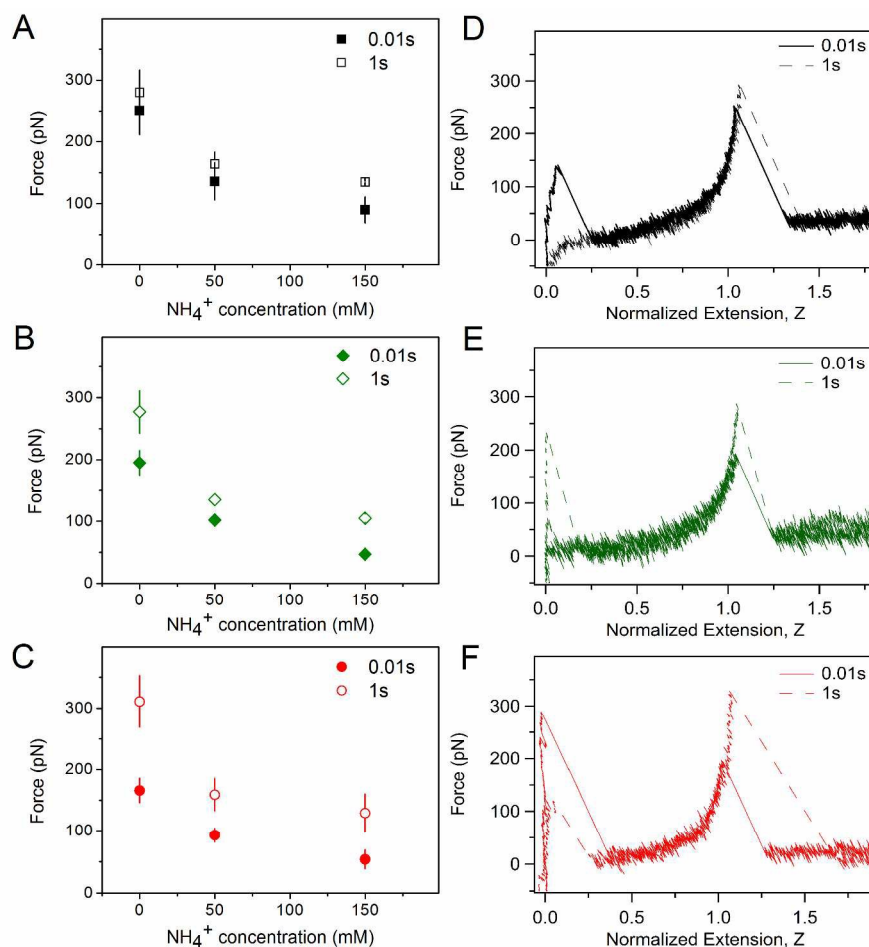 A
0.01s
1s
300
200
100
0
Force (pN)
0 50 100 150
NH₄⁺ concentration (mM)
D
0.01s
1s
300
200
100
0
Force (pN)
0.0 0.5 1.0 1.5
Normalized Extension, Z
B
0.01s
1s
300
200
100
0
Force (pN)
0 50 100 150
NH₄⁺ concentration (mM)
E
0.01s
1s
300
200
100
0
Force (pN)
0.0 0.5 1.0 1.5
Normalized Extension, Z
C
0.01s
1s
300
200
100
0
Force (pN)
0 50 100 150
NH₄⁺ concentration (mM)
F
0.01s
1s
300
200
100
0
Force (pN)
0.0 0.5 1.0 1.5
Normalized Extension, Z